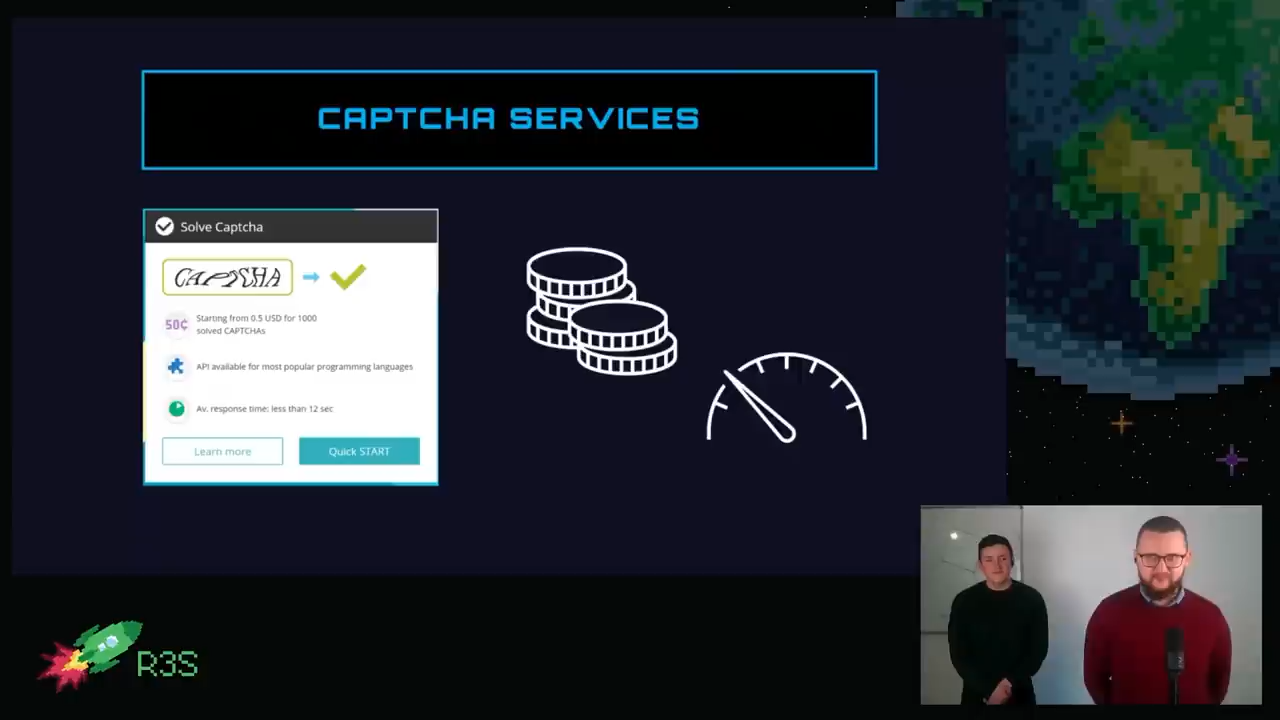 CAPTCHA SERVICES
Solve Captcha
CAPTCHA
50¢
Starting from 0.5 USD for 1000
solved CAPTCHAs
API available for most popular programming languages
Av. response time: less than 12 sec
Learn more
Quick START
R3S